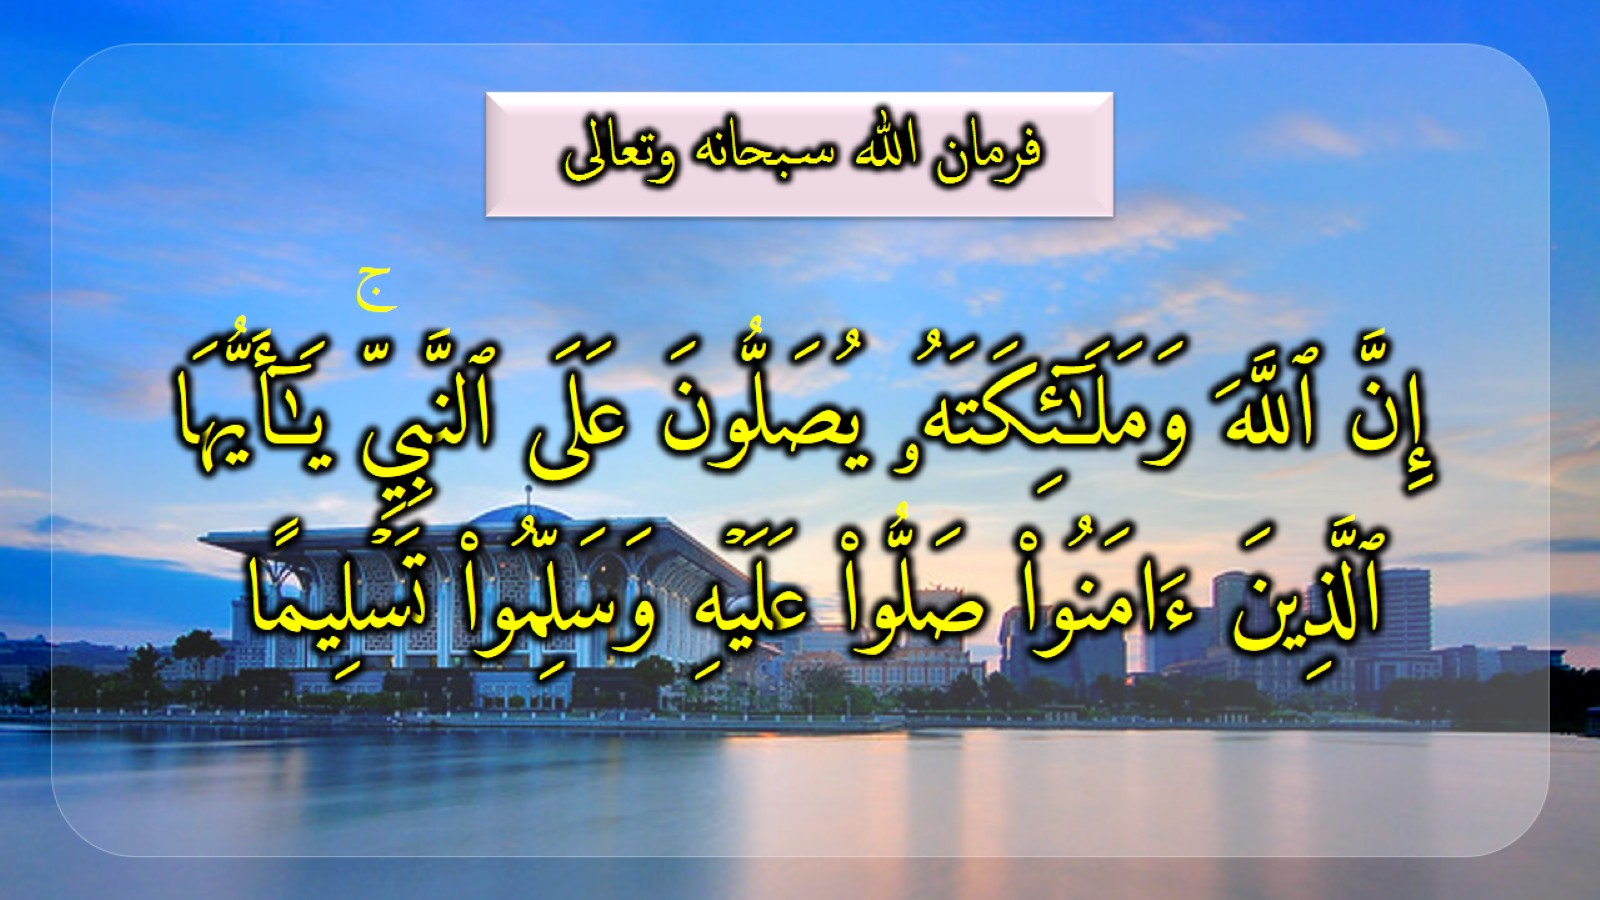 فرمان الله سبحانه وتعالى
ج
إِنَّ ٱللَّهَ وَمَلَـٰٓئِكَتَهُۥ يُصَلُّونَ عَلَى ٱلنَّبِىِّ يَـٰٓأَيُّهَا
ٱلَّذِينَ ءَامَنُوا۟ صَلُّوا۟ عَلَيْهِ وَسَلِّمُوا۟ تَسْلِيمًا